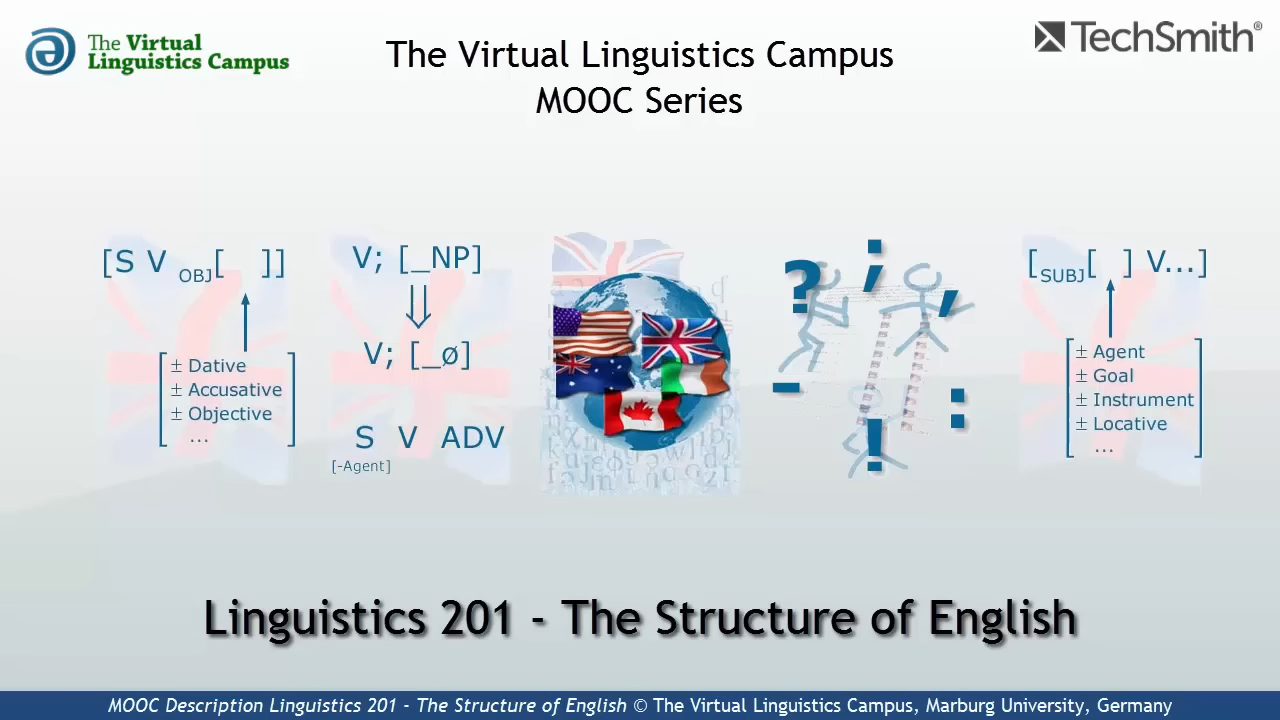 The Virtual
Linguistics Campus
The Virtual Linguistics Campus
MOOC Series
TechSmith®
[S V OBJ[ ]]
± Dative
± Accusative
± Objective
...
V; [_NP]
⇓
V; [_ø]
S V ADV
[-Agent]
? ; , - : !
[SUBJ[ ] V...]
± Agent
± Goal
± Instrument
± Locative
...
Linguistics 201 - The Structure of English
MOOC Description Linguistics 201 - The Structure of English © The Virtual Linguistics Campus, Marburg University, Germany